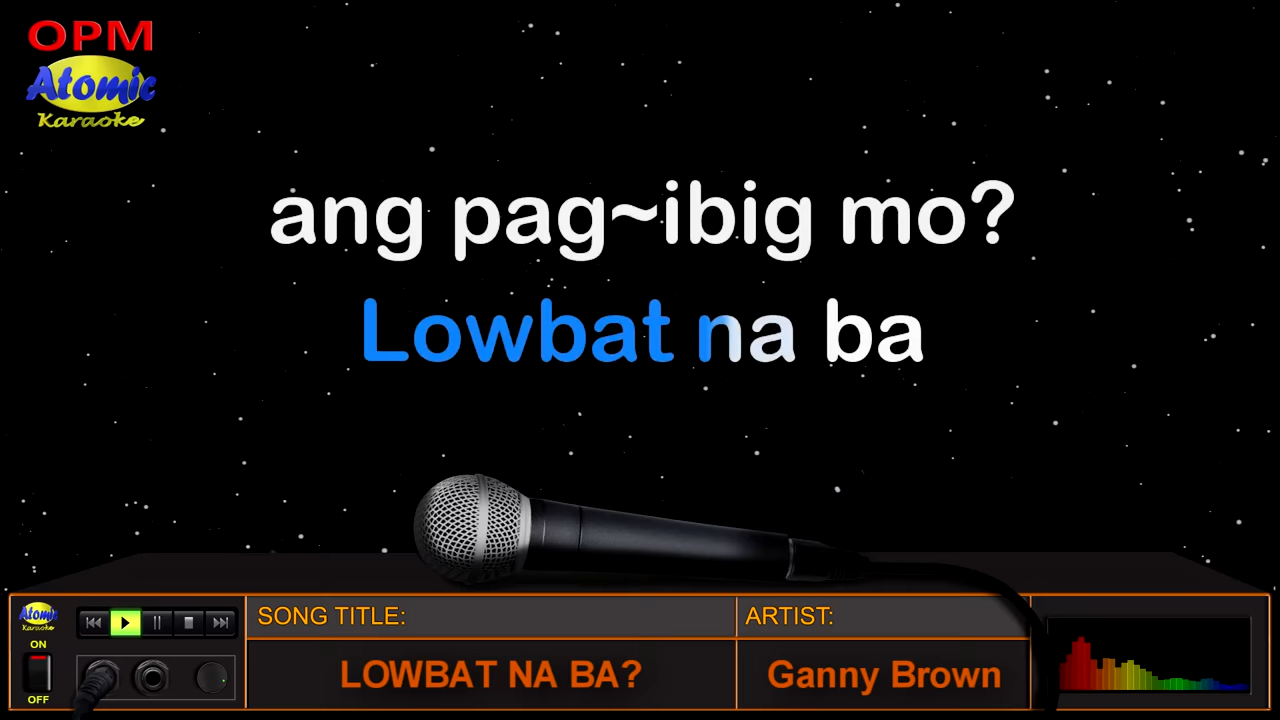 OPM
Atomic
Karaoke
ang pag~ibig mo?
Lowbat na ba
Atomic
Karaoke
ON
OFF
SONG TITLE:
ARTIST:
LOWBAT NA BA?
Ganny Brown